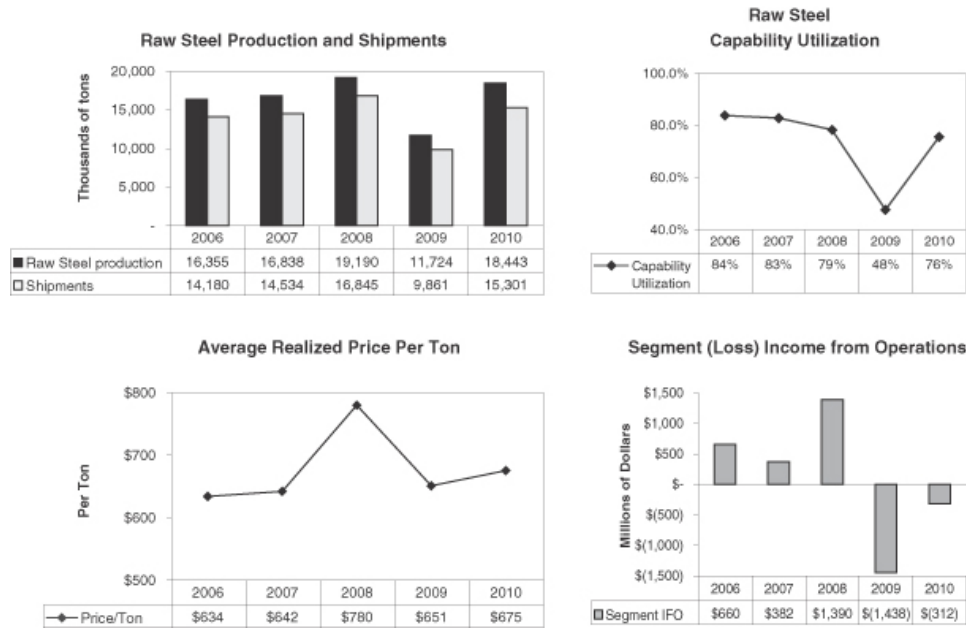 Raw Steel Production and Shipments
Thousands of tons
20,000
15,000
10,000
5,000
-
2006 2007 2008 2009 2010
Raw Steel production 16,355 16,838 19,190 11,724 18,443
Shipments 14,180 14,534 16,845 9,861 15,301
Raw Steel
Capability Utilization
100.0%
80.0%
60.0%
40.0%
2006 2007 2008 2009 2010
Capability 84% 83% 79% 48% 76%
Utilization
Average Realized Price Per Ton
Per Ton
$800
$700
$600
$500
2006 2007 2008 2009 2010
Price/Ton $634 $642 $780 $651 $675
Segment (Loss) Income from Operations
Millions of Dollars
$1,500
$1,000
$500
$-
$(500)
$(1,000)
$(1,500)
2006 2007 2008 2009 2010
Segment IFO $660 $382 $1,390 $(1,438) $(312)